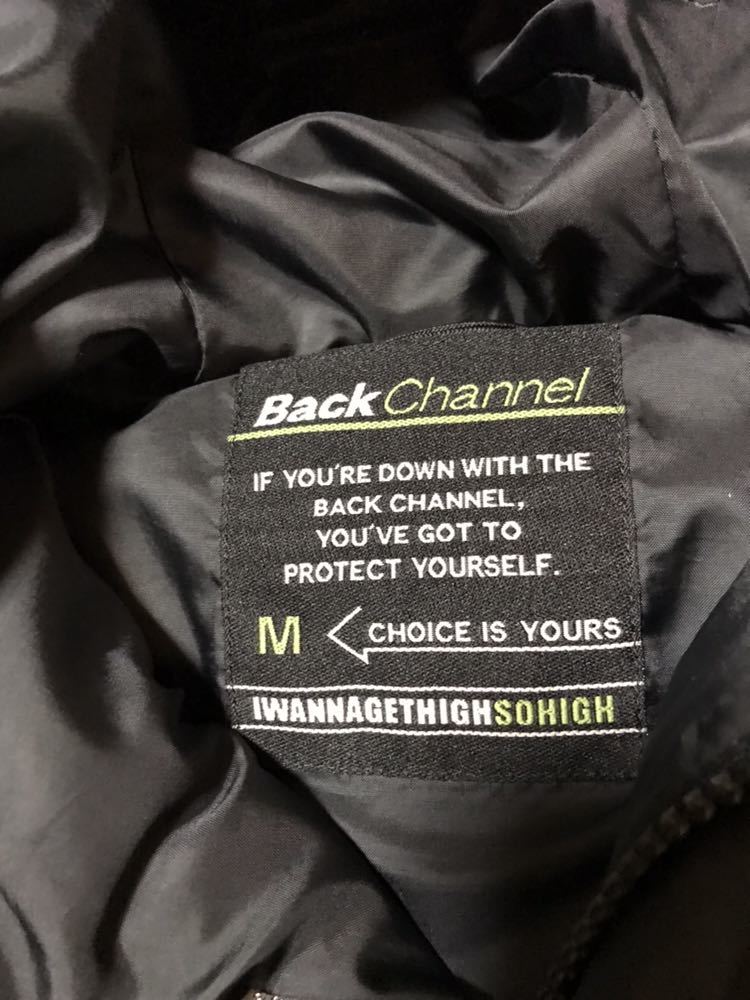 Back Channel
IF YOU'RE DOWN WITH THE
BACK CHANNEL,
YOU'VE GOT TO
PROTECT YOURSELF.
M CHOICE IS YOURS
IWANNAGETHIGHSOHIGH